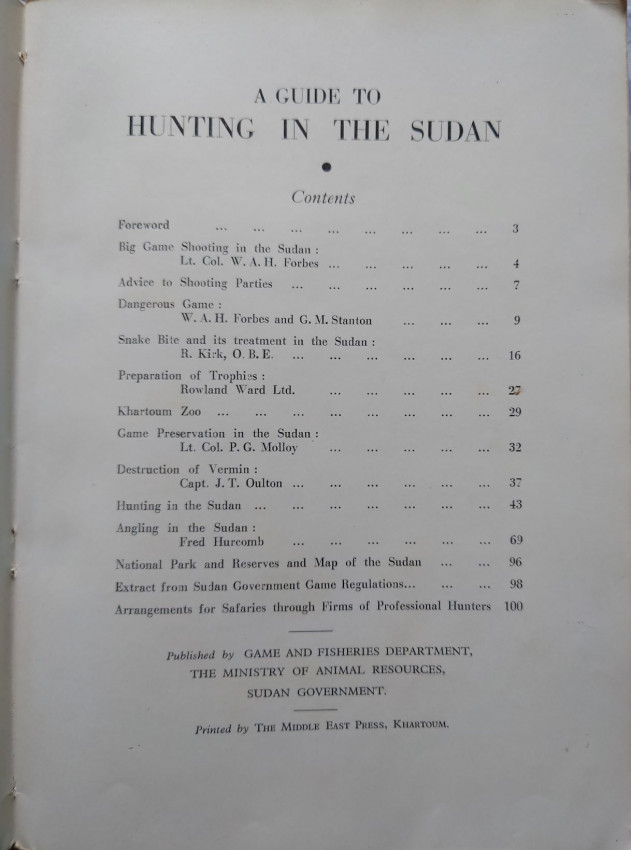 A GUIDE TO
HUNTING IN THE SUDAN
•
Contents
Foreword ... ... ... ... ... ... ... ... 3
Big Game Shooting in the Sudan :
Lt. Col. W. A. H. Forbes ... ... ... ... ... 4
Advice to Shooting Parties ... ... ... ... ... ... 7
Dangerous Game :
W. A. H. Forbes and G. M. Stanton ... ... ... 9
Snake Bite and its treatment in the Sudan :
R. Kirk, O. B. E. ... ... ... ... ... ... 16
Preparation of Trophies :
Rowland Ward Ltd. ... ... ... ... ... 27
Khartoum Zoo ... ... ... ... ... ... ... ... 29
Game Preservation in the Sudan :
Lt. Col. P. G. Molloy ... ... ... ... ... 32
Destruction of Vermin :
Capt. J. T. Oulton ... ... ... ... ... ... 37
Hunting in the Sudan ... ... ... ... ... ... ... 43
Angling in the Sudan :
Fred Hurcomb ... ... ... ... ... ... 69
National Park and Reserves and Map of the Sudan ... ... 96
Extract from Sudan Government Game Regulations... ... ... 98
Arrangements for Safaries through Firms of Professional Hunters 100
Published by GAME AND FISHERIES DEPARTMENT,
THE MINISTRY OF ANIMAL RESOURCES,
SUDAN GOVERNMENT.
Printed by THE MIDDLE EAST PRESS, KHARTOUM.